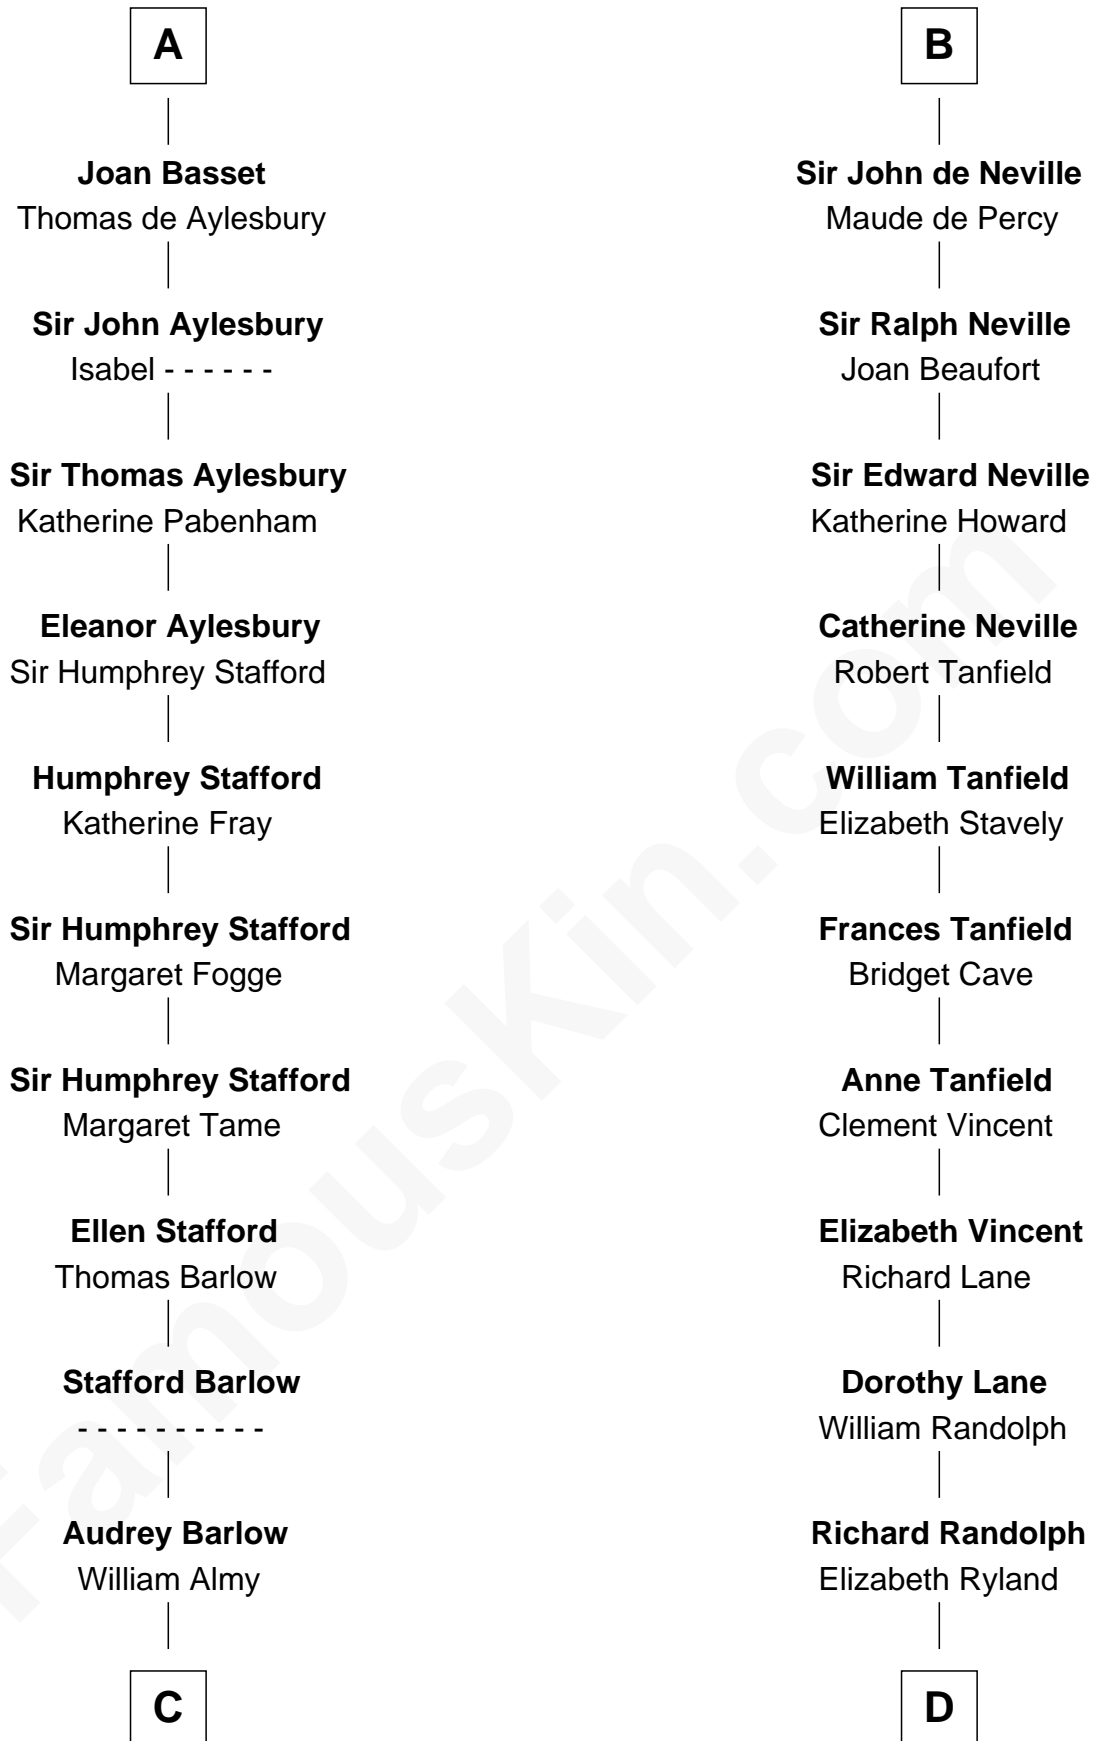 A
Joan Basset
Thomas de Aylesbury
Sir John Aylesbury
Isabel - - - - - -
Sir Thomas Aylesbury
Katherine Pabenham
Eleanor Aylesbury
Sir Humphrey Stafford
Humphrey Stafford
Katherine Fray
Sir Humphrey Stafford
Margaret Fogge
Sir Humphrey Stafford
Margaret Tame
Ellen Stafford
Thomas Barlow
Stafford Barlow
- - - - - - - - - -
Audrey Barlow
William Almy
C
B
Sir John de Neville
Maude de Percy
Sir Ralph Neville
Joan Beaufort
Sir Edward Neville
Katherine Howard
Catherine Neville
Robert Tanfield
William Tanfield
Elizabeth Stavely
Frances Tanfield
Bridget Cave
Anne Tanfield
Clement Vincent
Elizabeth Vincent
Richard Lane
Dorothy Lane
William Randolph
Richard Randolph
Elizabeth Ryland
D
FamousKin.com